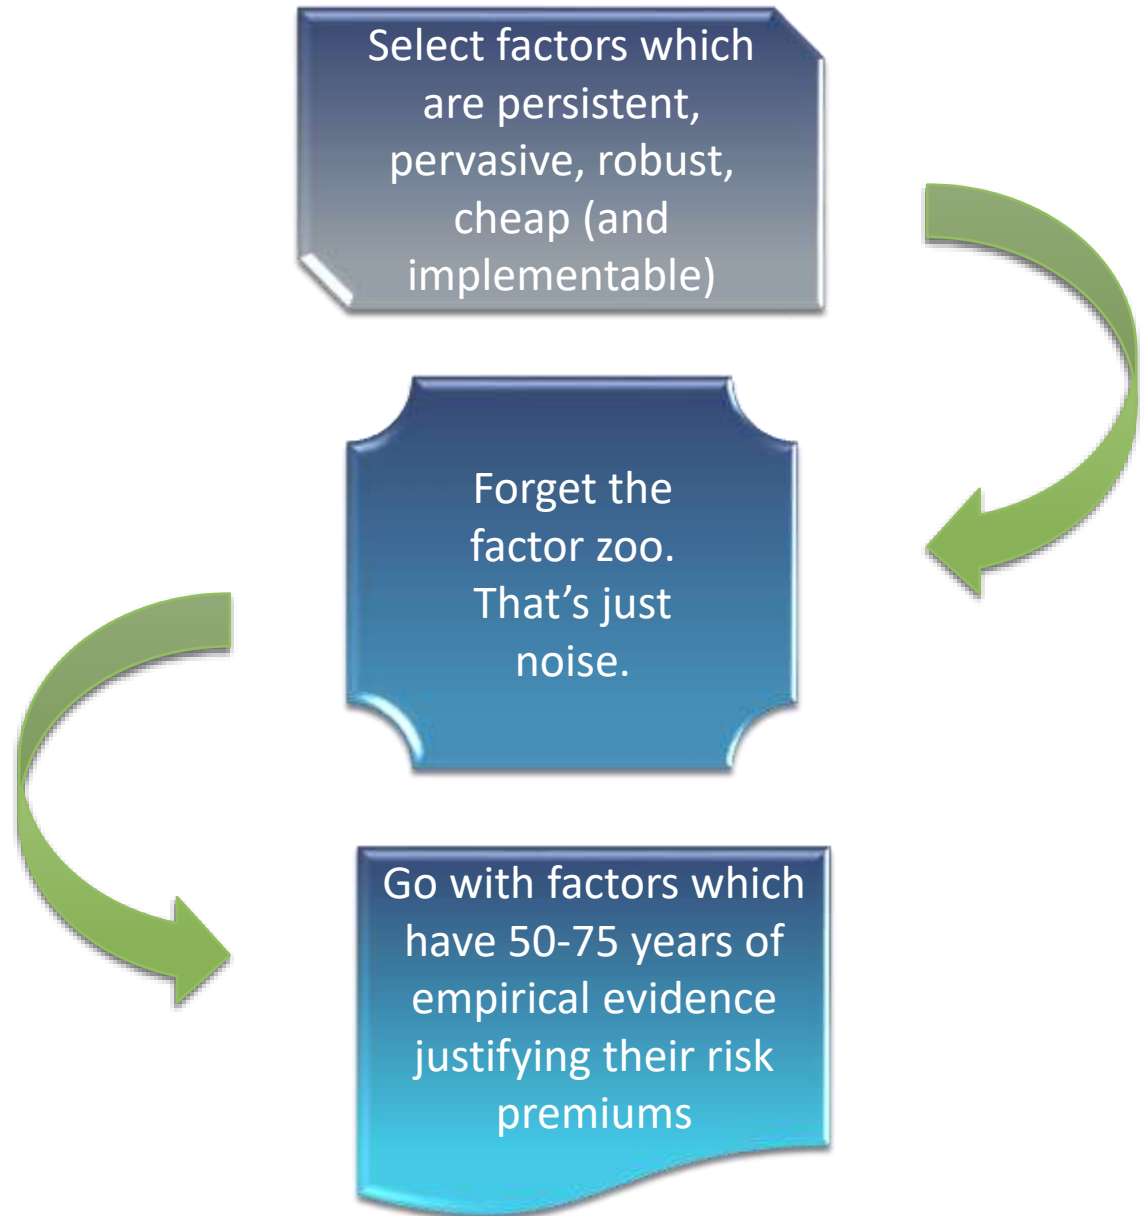 Select factors which
are persistent,
pervasive, robust,
cheap (and
implementable)
Forget the
factor zoo.
That’s just
noise.
Go with factors which
have 50-75 years of
empirical evidence
justifying their risk
premiums